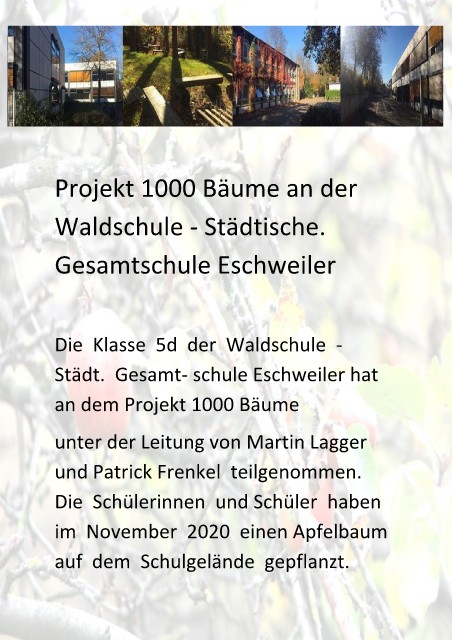 Projekt 1000 Bäume an der
Waldschule - Städtische.
Gesamtschule Eschweiler
Die Klasse 5d der Waldschule -
Städt. Gesamt- schule Eschweiler hat
an dem Projekt 1000 Bäume
unter der Leitung von Martin Lagger
und Patrick Frenkel teilgenommen.
Die Schülerinnen und Schüler haben
im November 2020 einen Apfelbaum
auf dem Schulgelände gepflanzt.